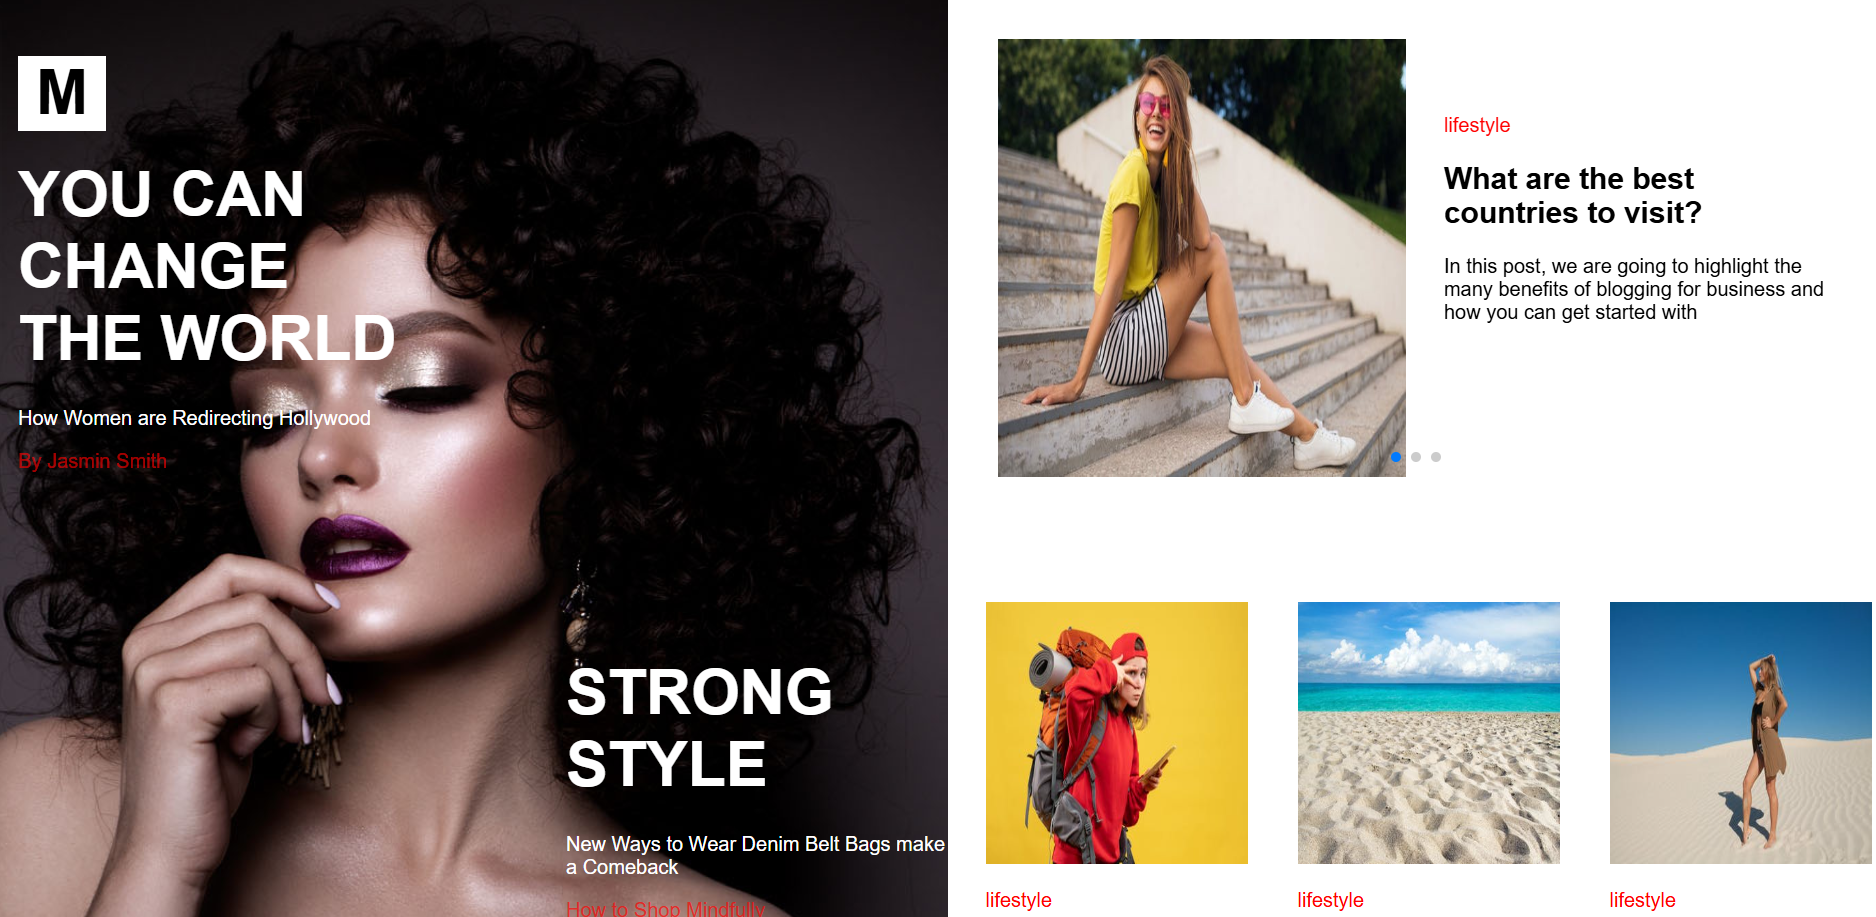 M
YOU CAN
CHANGE
THE WORLD
How Women are Redirecting Hollywood
By Jasmin Smith
STRONG
STYLE
New Ways to Wear Denim Belt Bags make
a Comeback
How to Shop Mindfully
lifestyle
What are the best
countries to visit?
In this post, we are going to highlight the
many benefits of blogging for business and
how you can get started with
lifestyle
lifestyle
lifestyle